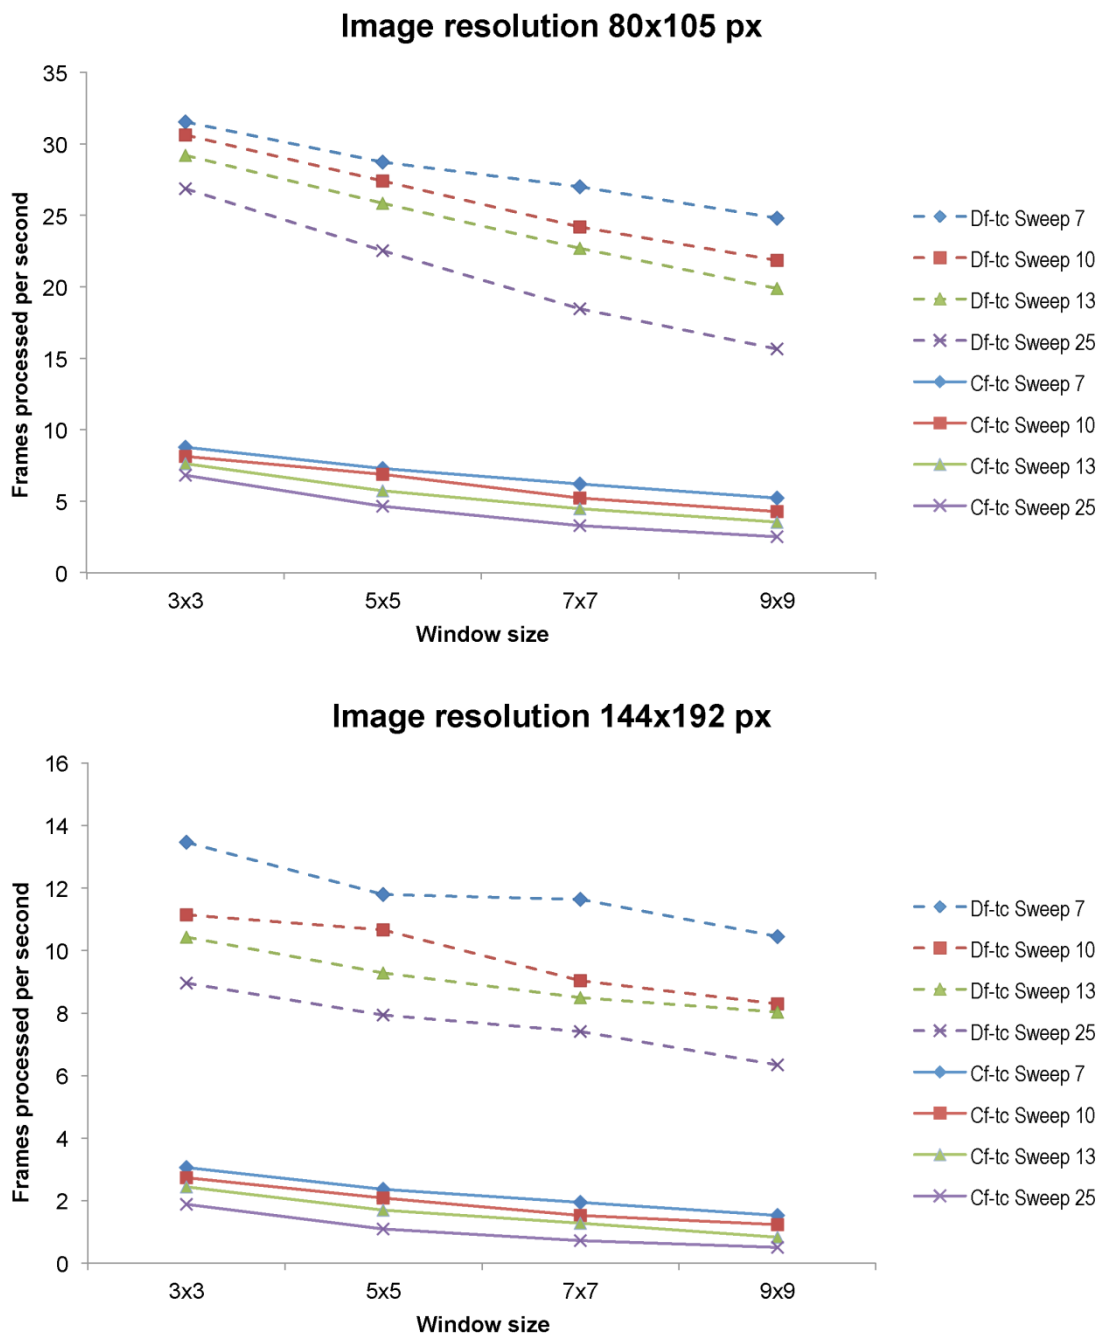 Image resolution 80x105 px
35
30
25
20
15
10
5
0
Frames processed per second
3x3 5x5 7x7 9x9
Window size
Df-tc Sweep 7
Df-tc Sweep 10
Df-tc Sweep 13
Df-tc Sweep 25
Cf-tc Sweep 7
Cf-tc Sweep 10
Cf-tc Sweep 13
Cf-tc Sweep 25
Image resolution 144x192 px
16
14
12
10
8
6
4
2
0
Frames processed per second
3x3 5x5 7x7 9x9
Window size
Df-tc Sweep 7
Df-tc Sweep 10
Df-tc Sweep 13
Df-tc Sweep 25
Cf-tc Sweep 7
Cf-tc Sweep 10
Cf-tc Sweep 13
Cf-tc Sweep 25